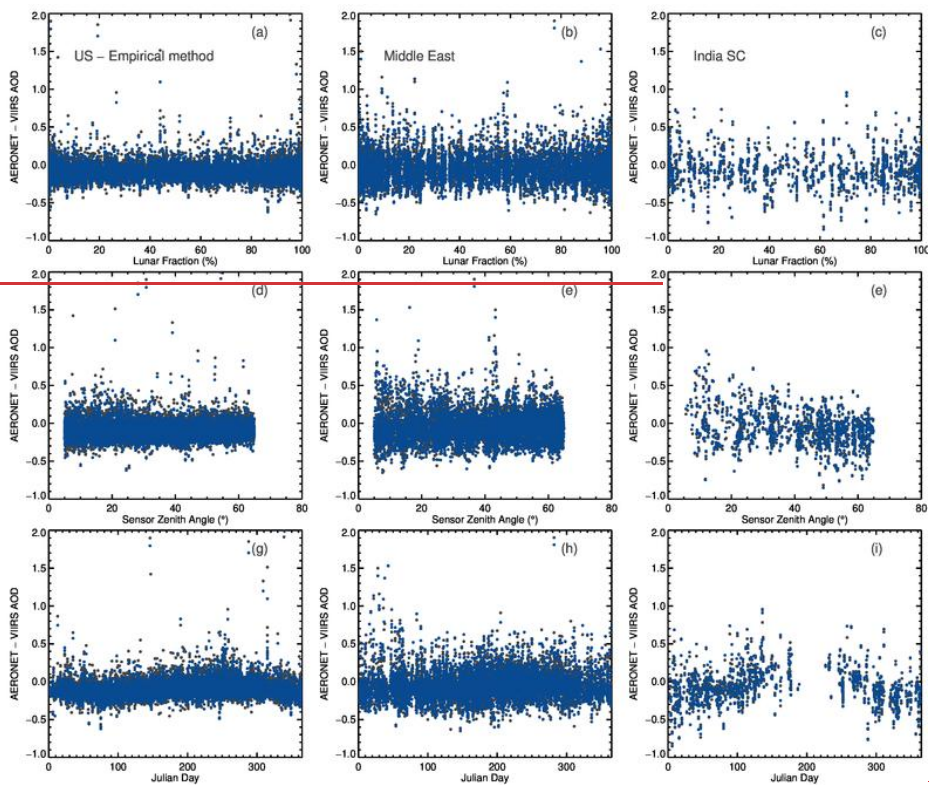 (a)
US − Empirical method
2.0
1.5
1.0
0.5
0.0
−0.5
−1.0
AERONET − VIIRS AOD
0 20 40 60 80 100
Lunar Fraction (%)
(b)
Middle East
2.0
1.5
1.0
0.5
0.0
−0.5
−1.0
AERONET − VIIRS AOD
0 20 40 60 80 100
Lunar Fraction (%)
(c)
India SC
2.0
1.5
1.0
0.5
0.0
−0.5
−1.0
AERONET − VIIRS AOD
0 20 40 60 80 100
Lunar Fraction (%)
(d)
2.0
1.5
1.0
0.5
0.0
−0.5
−1.0
AERONET − VIIRS AOD
0 20 40 60 80
Sensor Zenith Angle (°)
(e)
2.0
1.5
1.0
0.5
0.0
−0.5
−1.0
AERONET − VIIRS AOD
0 20 40 60 80
Sensor Zenith Angle (°)
(e)
2.0
1.5
1.0
0.5
0.0
−0.5
−1.0
AERONET − VIIRS AOD
0 20 40 60 80
Sensor Zenith Angle (°)
(g)
2.0
1.5
1.0
0.5
0.0
−0.5
−1.0
AERONET − VIIRS AOD
0 100 200 300
Julian Day
(h)
2.0
1.5
1.0
0.5
0.0
−0.5
−1.0
AERONET − VIIRS AOD
0 100 200 300
Julian Day
(i)
2.0
1.5
1.0
0.5
0.0
−0.5
−1.0
AERONET − VIIRS AOD
0 100 200 300
Julian Day